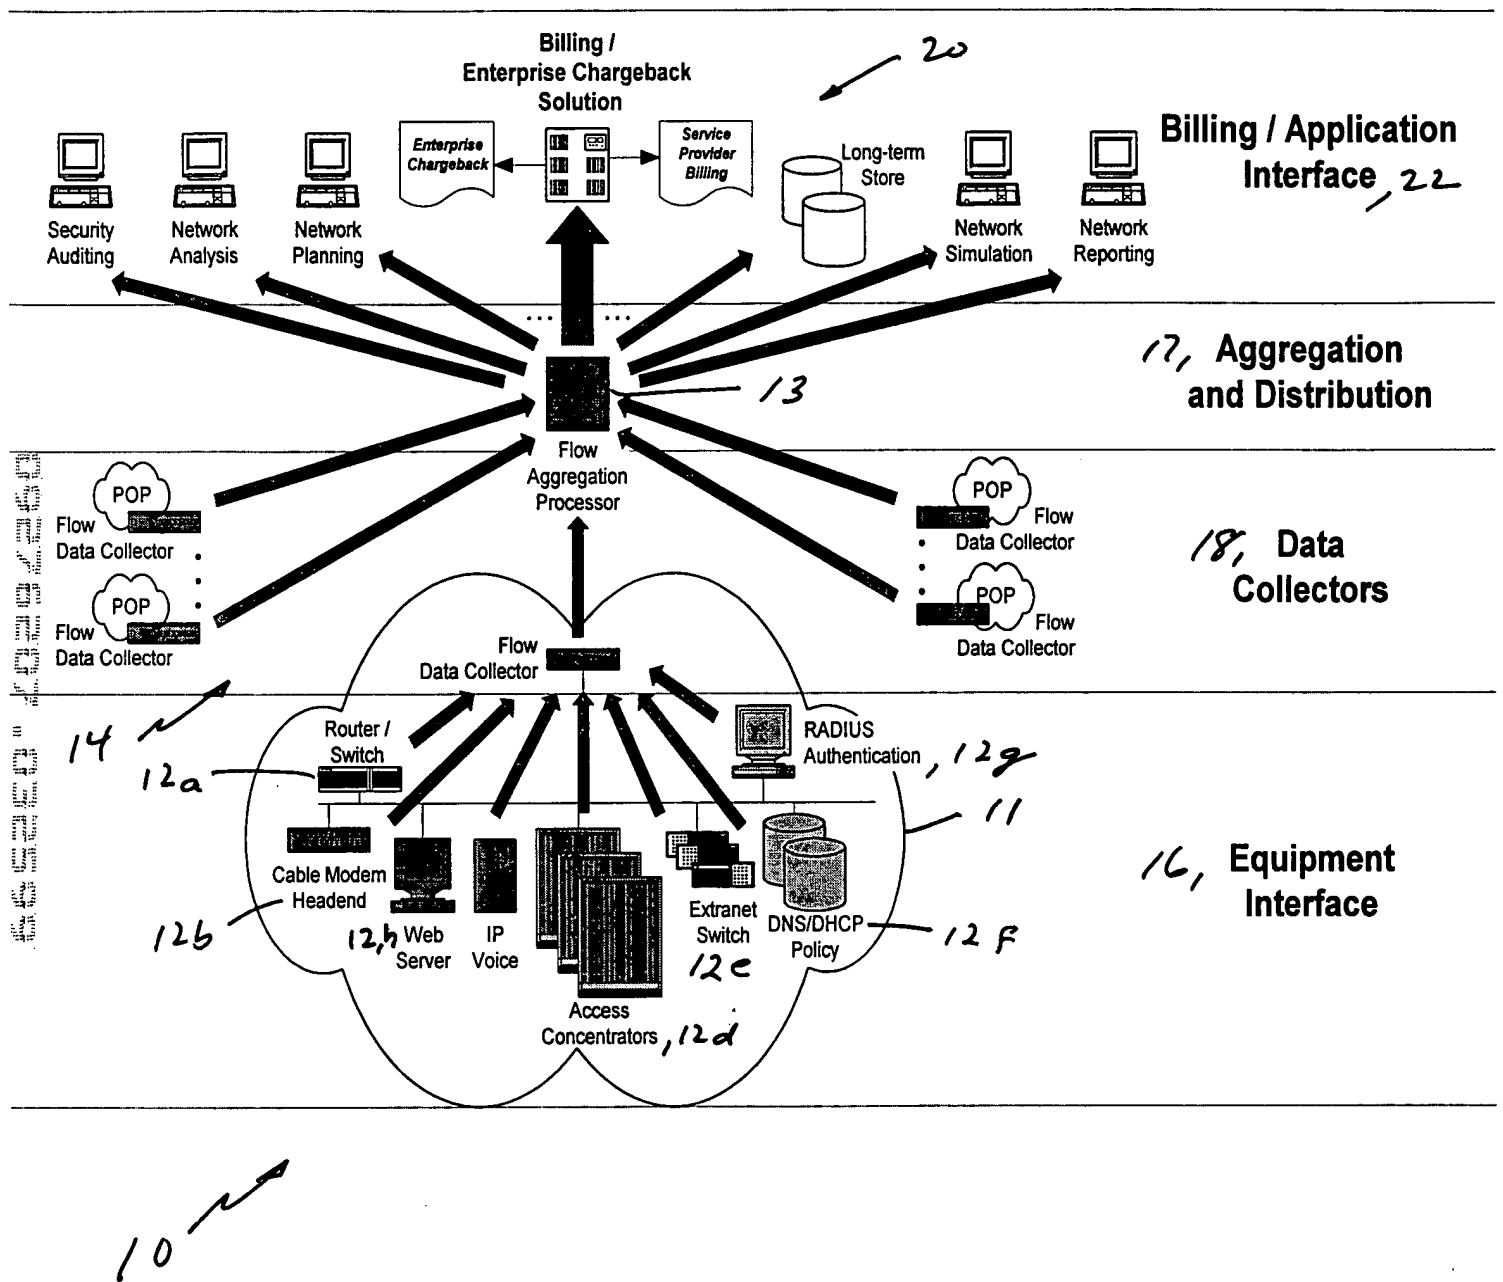 Billing /
Enterprise Chargeback
Solution
20
Enterprise
Chargeback
Service
Provider
Billing
Long-term
Store
Billing / Application
Interface, 22
Security
Auditing
Network
Analysis
Network
Planning
Network
Simulation
Network
Reporting
17, Aggregation
and Distribution
13
Flow
Aggregation
Processor
POP
Flow
Data Collector
POP
Flow
Data Collector
POP
Flow
Data Collector
POP
Flow
Data Collector
18, Data
Collectors
Flow
Data Collector
14
Router /
Switch
12a
RADIUS
Authentication, 12g
11
16, Equipment
Interface
Cable Modem
Headend
12b
12,h Web
Server
IP
Voice
Extranet
Switch
12e
DNS/DHCP
Policy
12f
Access
Concentrators, 12d
10